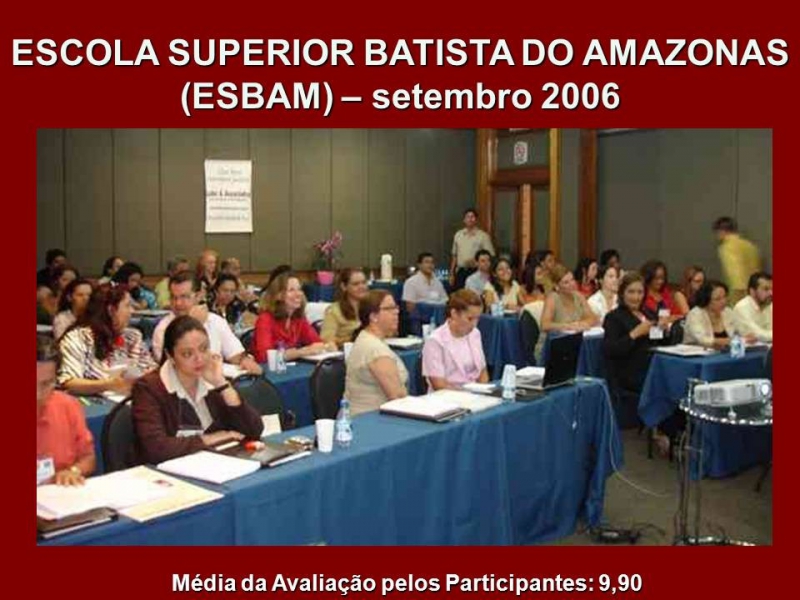 ESCOLA SUPERIOR BATISTA DO AMAZONAS
(ESBAM) – setembro 2006
Média da Avaliação pelos Participantes: 9,90